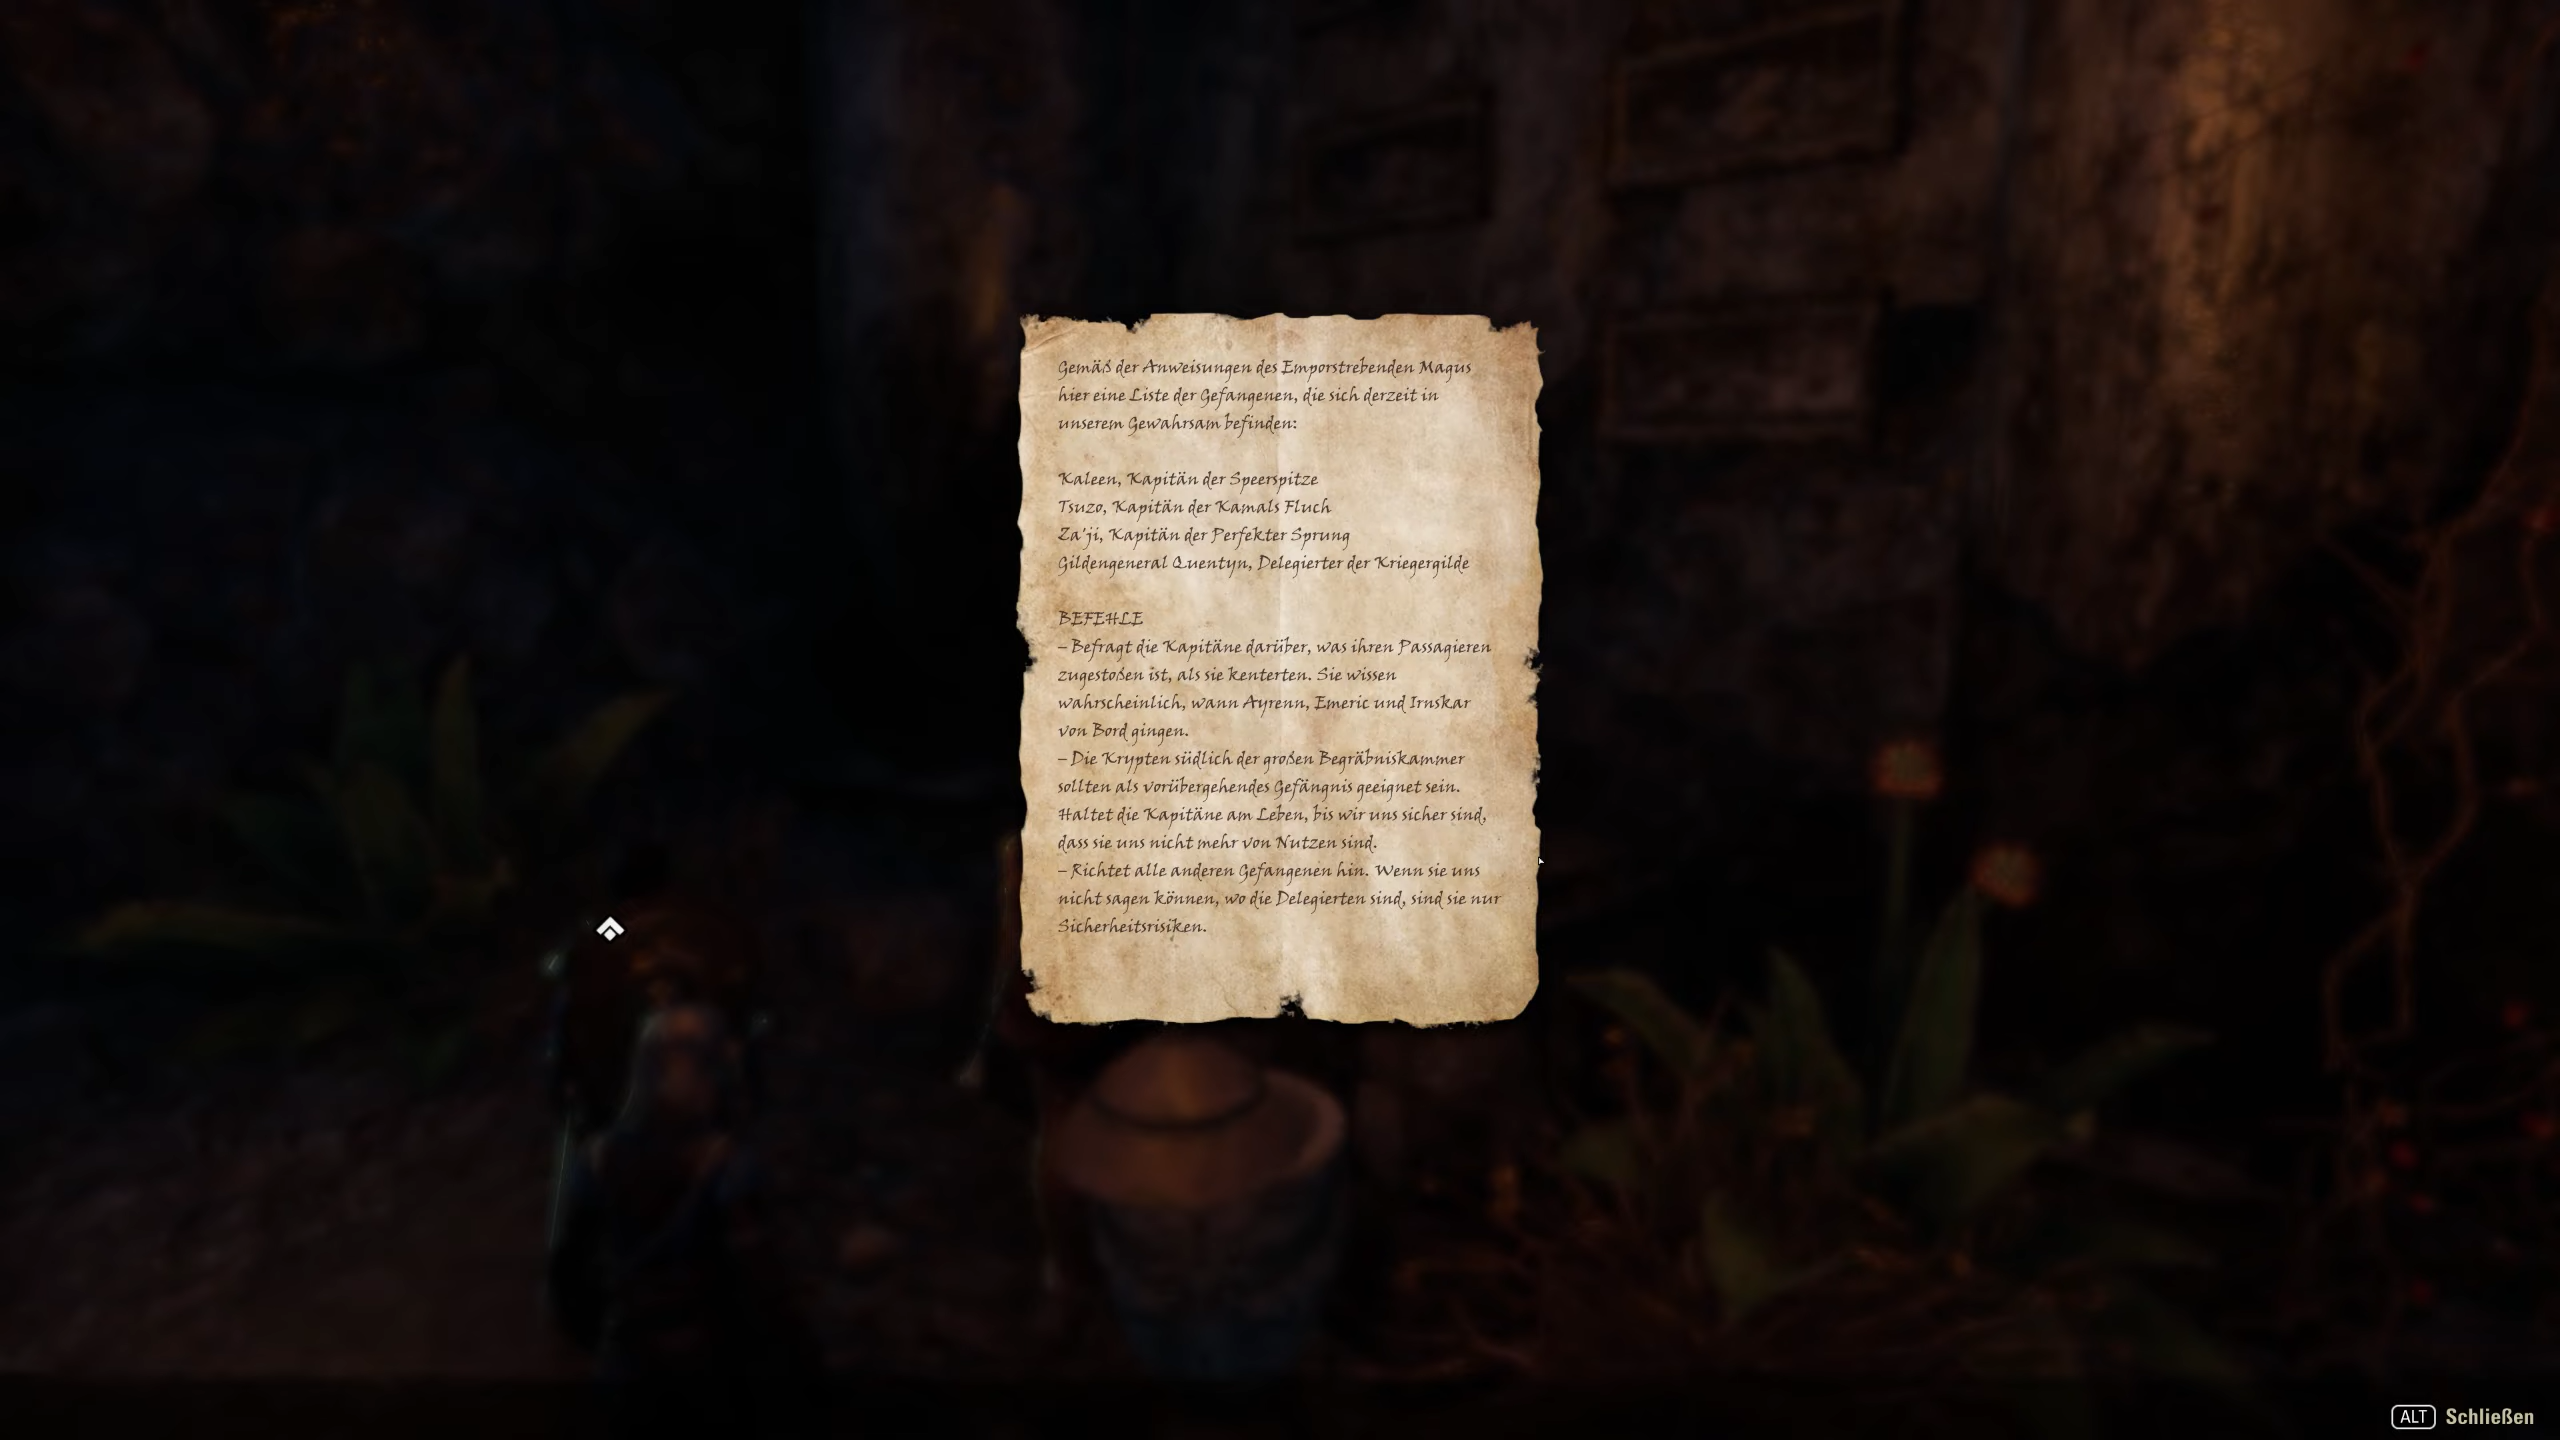 Gemäß der Anweisungen des Emporstrebenden Magus
hier eine Liste der Gefangenen, die sich derzeit in
unserem Gewahrsam befinden:
Kaleen, Kapitän der Speerspitze
Tsuzo, Kapitän der Kamals Fluch
Za'ji, Kapitän der Perfekter Sprung
Gildengeneral Quentyn, Delegierter der Kriegergilde
BEFEHLE
– Befragt die Kapitäne darüber, was ihren Passagieren
zugestoßen ist, als sie kenterten. Sie wissen
wahrscheinlich, wann Ayrenn, Emeric und Irnskar
von Bord gingen.
– Die Krypten südlich der großen Begräbniskammer
sollten als vorübergehendes Gefängnis geeignet sein.
Haltet die Kapitäne am Leben, bis wir uns sicher sind,
dass sie uns nicht mehr von Nutzen sind.
– Richtet alle anderen Gefangenen hin. Wenn sie uns
nicht sagen können, wo die Delegierten sind, sind sie nur
Sicherheitsrisiken.
ALT Schließen